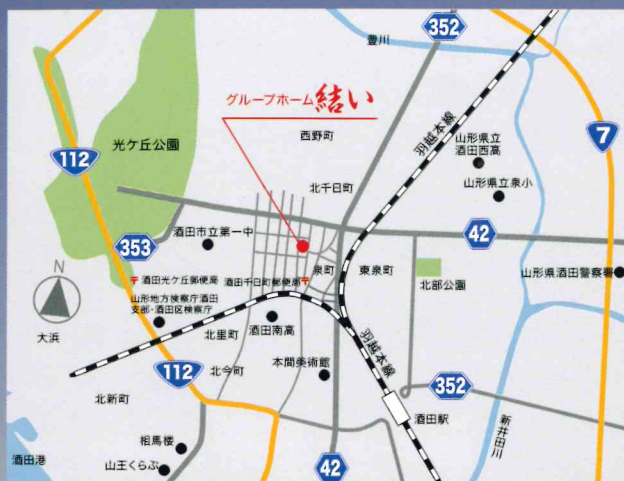 352
豊川
7
グループホーム結い
西野町
羽越本線
山形県立
酒田西高
光ケ丘公園
112
北千日町
山形県立泉小
353
酒田市立第一中
42
N
〒酒田光ケ丘郵便局
酒田千日町郵便局〒
泉町
東泉町
北部公園
山形県酒田警察署
山形地方検察庁酒田
支部・酒田区検察庁
大浜
北里町
酒田南高
羽越本線
北今町
112
本間美術館
352
北新町
酒田駅
新井田川
相馬楼
酒田港
山王くらぶ
42